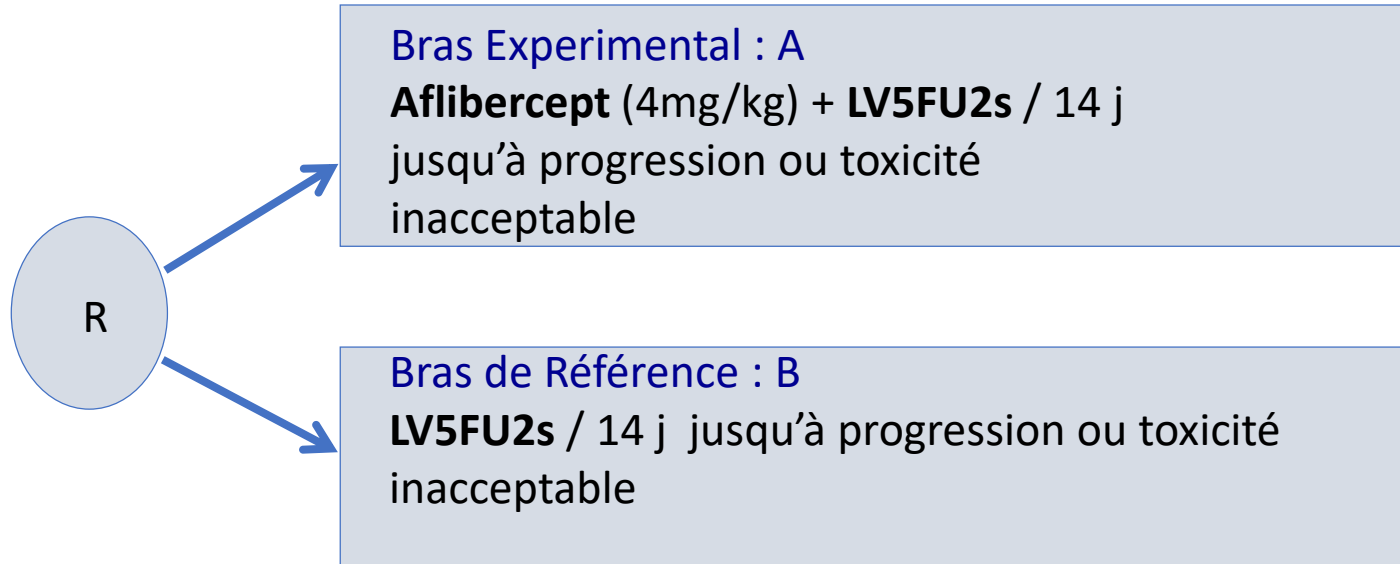 Bras Experimental : A
Aflibercept (4mg/kg) + LV5FU2s / 14 j
jusqu’à progression ou toxicité
inacceptable
R
Bras de Référence : B
LV5FU2s / 14 j jusqu’à progression ou toxicité
inacceptable